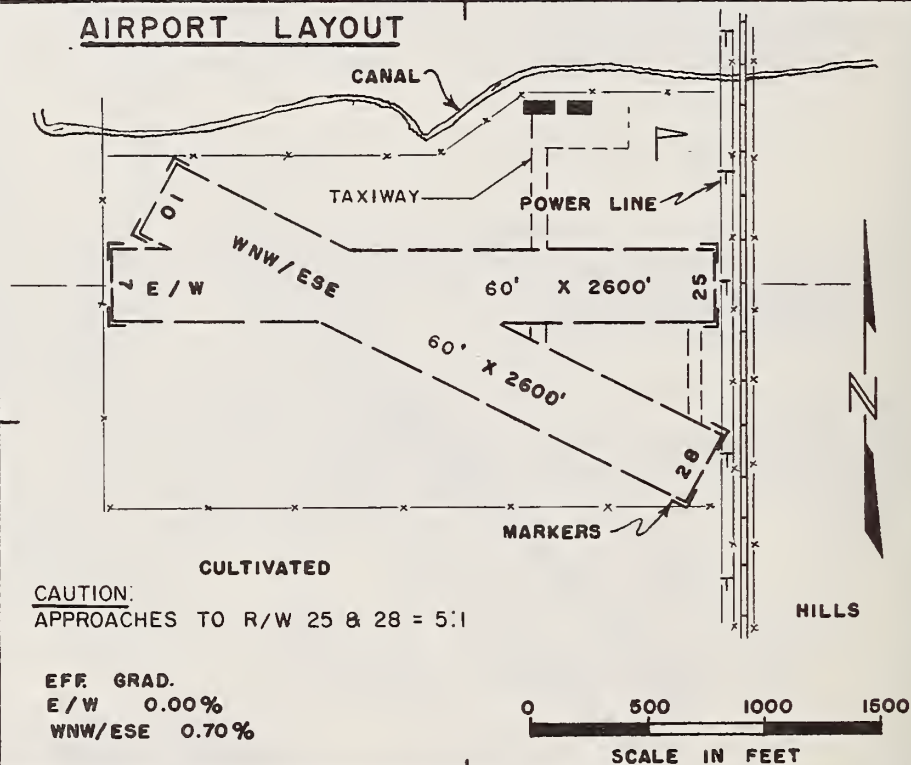 AIRPORT LAYOUT
CANAL
TAXIWAY
POWER LINE
10
WNW/ESE
7
E/W
60' X 2600'
25
60' X 2600'
N
28
MARKERS
CULTIVATED
CAUTION:
APPROACHES TO R/W 25 & 28 = 5:1
HILLS
EFF. GRAD.
E/W 0.00%
WNW/ESE 0.70%
0 500 1000 1500
SCALE IN FEET